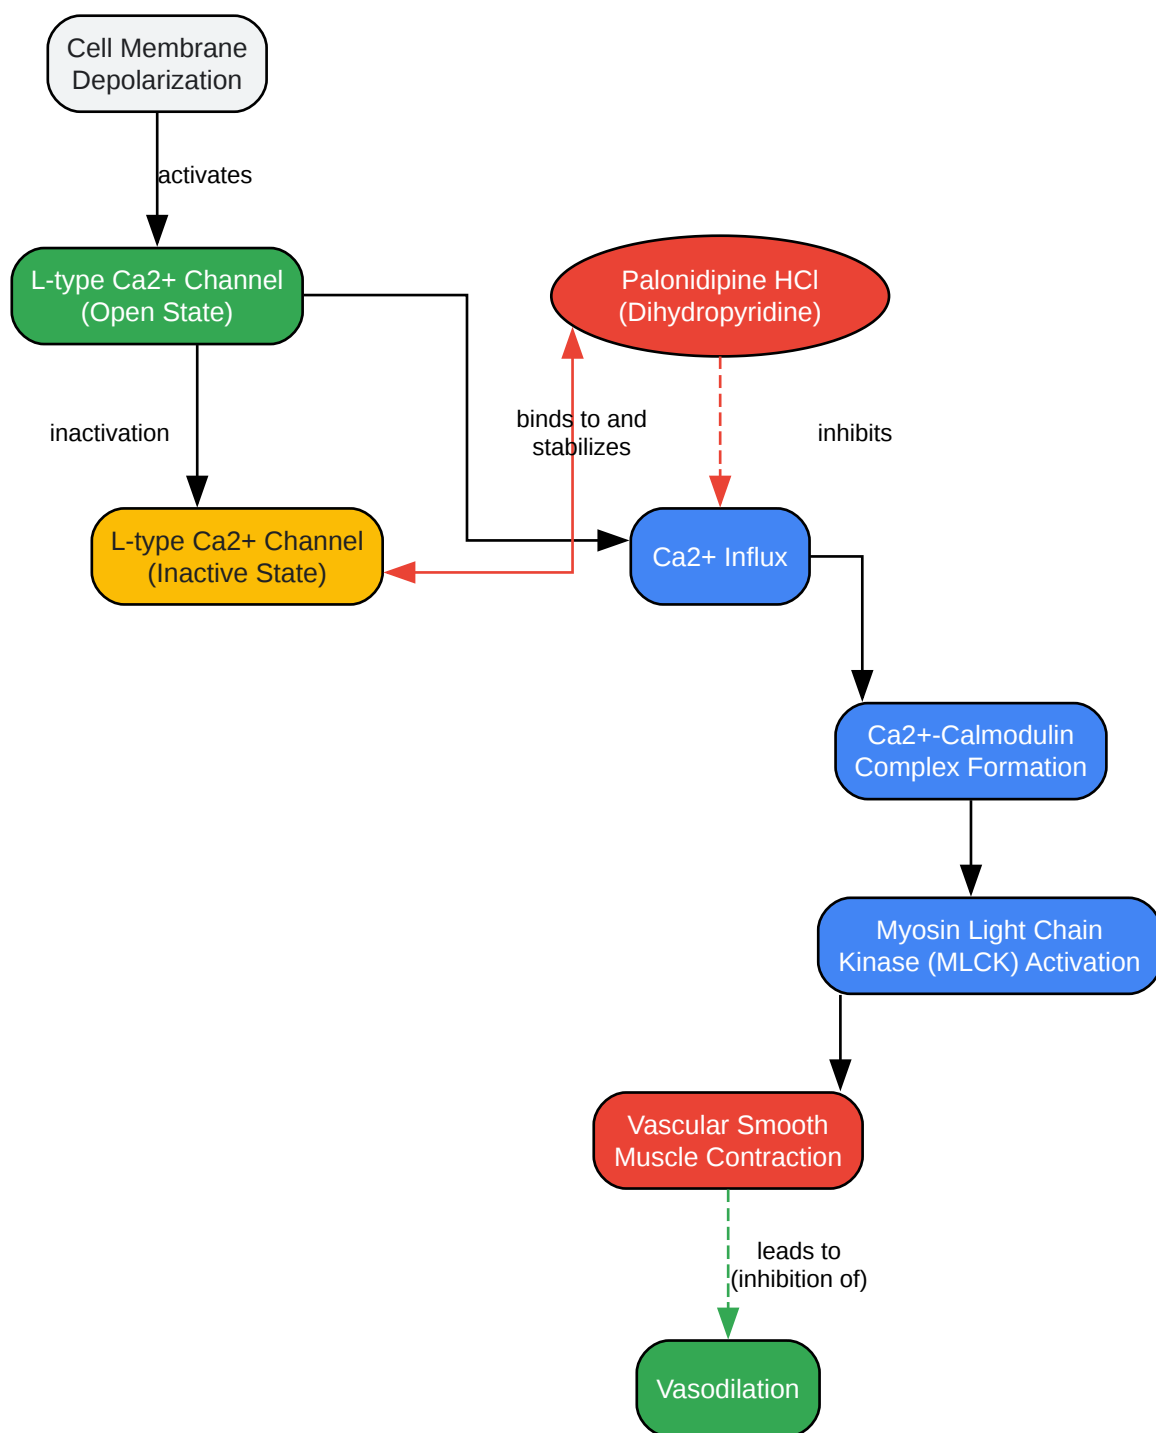 Cell Membrane
Depolarization
activates
L-type Ca2+ Channel
(Open State)
Palonidipine HCl
(Dihydropyridine)
inactivation
binds to and
stabilizes
inhibits
L-type Ca2+ Channel
(Inactive State)
Ca2+ Influx
Ca2+-Calmodulin
Complex Formation
Myosin Light Chain
Kinase (MLCK) Activation
Vascular Smooth
Muscle Contraction
leads to
(inhibition of)
Vasodilation